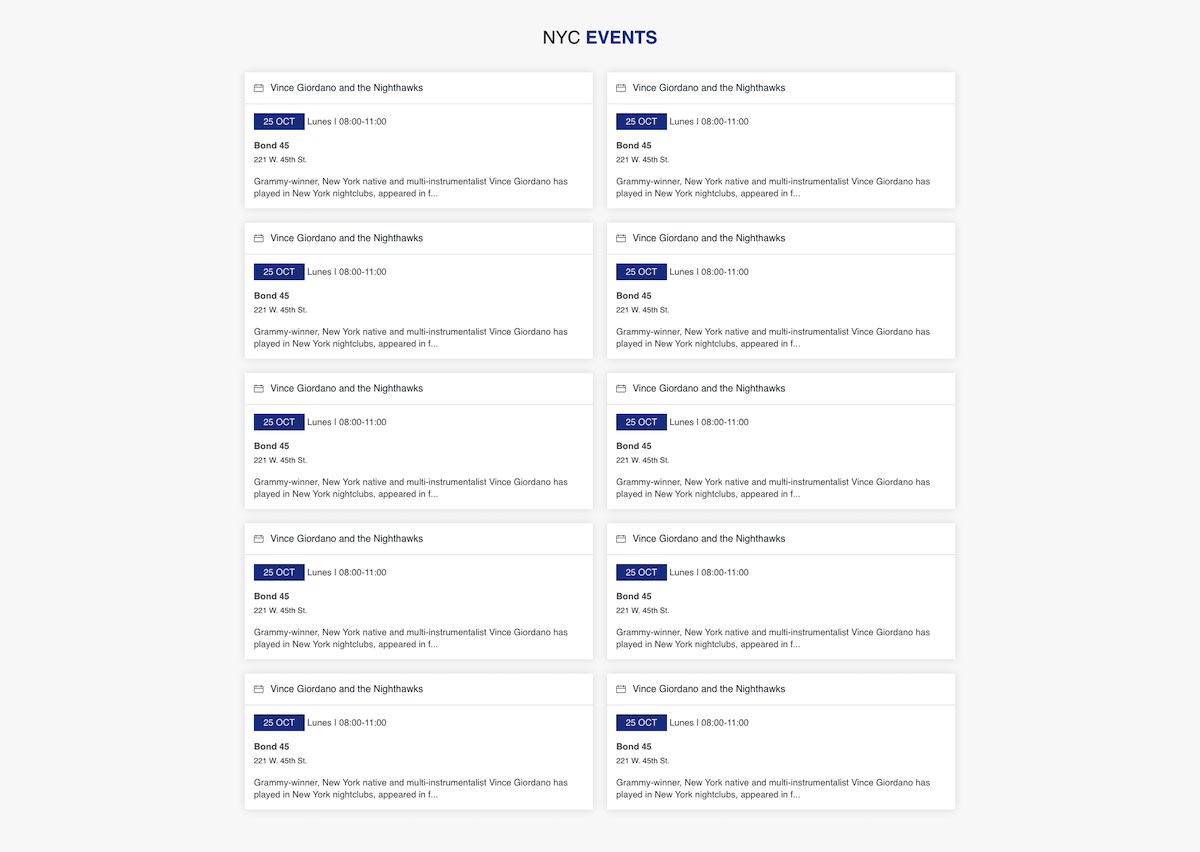 NYC EVENTS
Vince Giordano and the Nighthawks
25 OCT Lunes | 08:00-11:00
Bond 45
221 W. 45th St.
Grammy-winner, New York native and multi-instrumentalist Vince Giordano has
played in New York nightclubs, appeared in f...
Vince Giordano and the Nighthawks
25 OCT Lunes | 08:00-11:00
Bond 45
221 W. 45th St.
Grammy-winner, New York native and multi-instrumentalist Vince Giordano has
played in New York nightclubs, appeared in f...
Vince Giordano and the Nighthawks
25 OCT Lunes | 08:00-11:00
Bond 45
221 W. 45th St.
Grammy-winner, New York native and multi-instrumentalist Vince Giordano has
played in New York nightclubs, appeared in f...
Vince Giordano and the Nighthawks
25 OCT Lunes | 08:00-11:00
Bond 45
221 W. 45th St.
Grammy-winner, New York native and multi-instrumentalist Vince Giordano has
played in New York nightclubs, appeared in f...
Vince Giordano and the Nighthawks
25 OCT Lunes | 08:00-11:00
Bond 45
221 W. 45th St.
Grammy-winner, New York native and multi-instrumentalist Vince Giordano has
played in New York nightclubs, appeared in f...
Vince Giordano and the Nighthawks
25 OCT Lunes | 08:00-11:00
Bond 45
221 W. 45th St.
Grammy-winner, New York native and multi-instrumentalist Vince Giordano has
played in New York nightclubs, appeared in f...
Vince Giordano and the Nighthawks
25 OCT Lunes | 08:00-11:00
Bond 45
221 W. 45th St.
Grammy-winner, New York native and multi-instrumentalist Vince Giordano has
played in New York nightclubs, appeared in f...
Vince Giordano and the Nighthawks
25 OCT Lunes | 08:00-11:00
Bond 45
221 W. 45th St.
Grammy-winner, New York native and multi-instrumentalist Vince Giordano has
played in New York nightclubs, appeared in f...
Vince Giordano and the Nighthawks
25 OCT Lunes | 08:00-11:00
Bond 45
221 W. 45th St.
Grammy-winner, New York native and multi-instrumentalist Vince Giordano has
played in New York nightclubs, appeared in f...
Vince Giordano and the Nighthawks
25 OCT Lunes | 08:00-11:00
Bond 45
221 W. 45th St.
Grammy-winner, New York native and multi-instrumentalist Vince Giordano has
played in New York nightclubs, appeared in f...